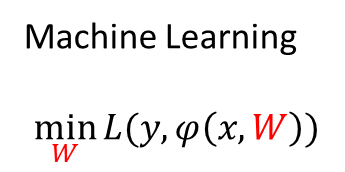 Machine Learning
min L(y, φ(x, W))
W